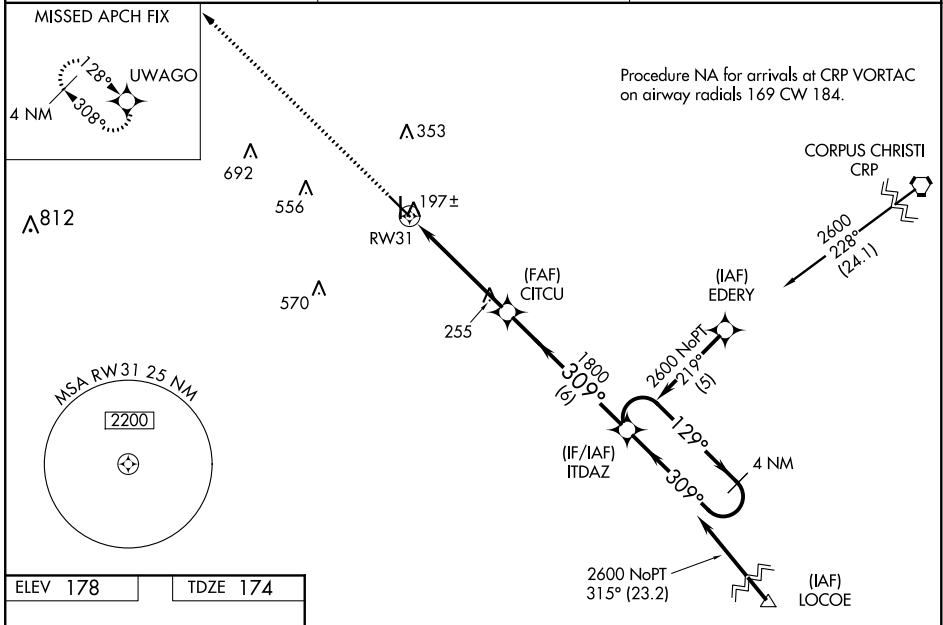 MISSED APCH FIX
UWAGO
128°
308°
4 NM
Procedure NA for arrivals at CRP VORTAC
on airway radials 169 CW 184.
CORPUS CHRISTI
CRP
2600
228°
(24.1)
353
692
556
197±
812
RW31
570
(FAF)
CITCU
255
(IAF)
EDERY
2600 NoPT
219°
(5)
1800
309°
(6)
(IF/IAF)
ITDAZ
129°
309°
4 NM
MSA RW31 25 NM
2200
2600 NoPT
315° (23.2)
(IAF)
LOCOE
ELEV 178
TDZE 174